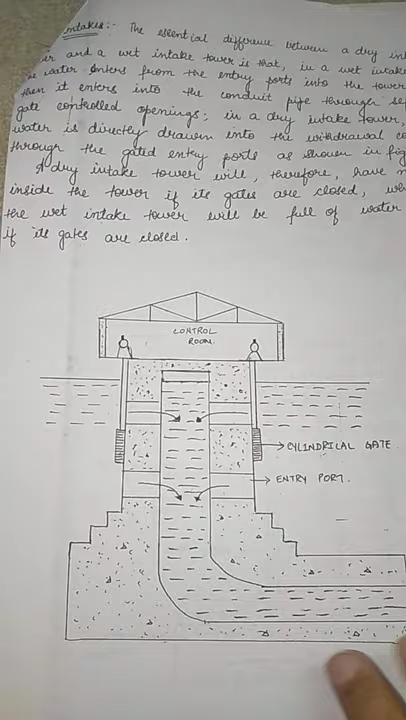 intakes:- The essential difference between a dry in
and a wet intake tower is that, in a wet intake
water enters from the entry ports into the tower
then it enters into the conduit pipe through se
gate controlled openings; in a dry intake tower,
water is directly drawn into the withdrawal co
through the gated entry ports as shown in fig
A dry intake tower will, therefore, have n
inside the tower if its gates are closed, wh
the wet intake tower will be full of water
if its gates are closed.
CONTROL
ROOM.
CYLINDRILAL GATE.
ENTRY PORT.